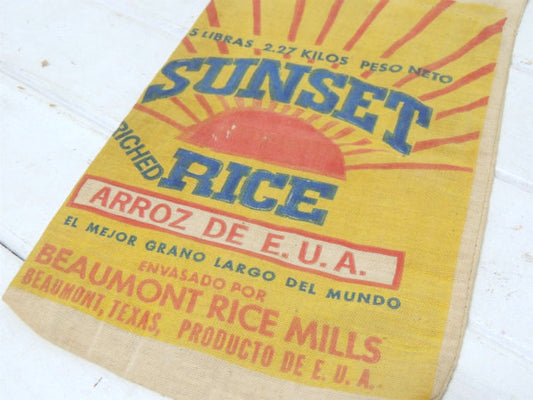 5 LIBRAS 2.27 KILOS PESO NETO
SUNSET
RICHED
RICE
ARROZ DE E.U.A.
EL MEJOR GRANO LARGO DEL MUNDO
ENVASADO POR
BEAUMONT RICE MILLS
BEAUMONT, TEXAS, PRODUCTO DE E.U.A.